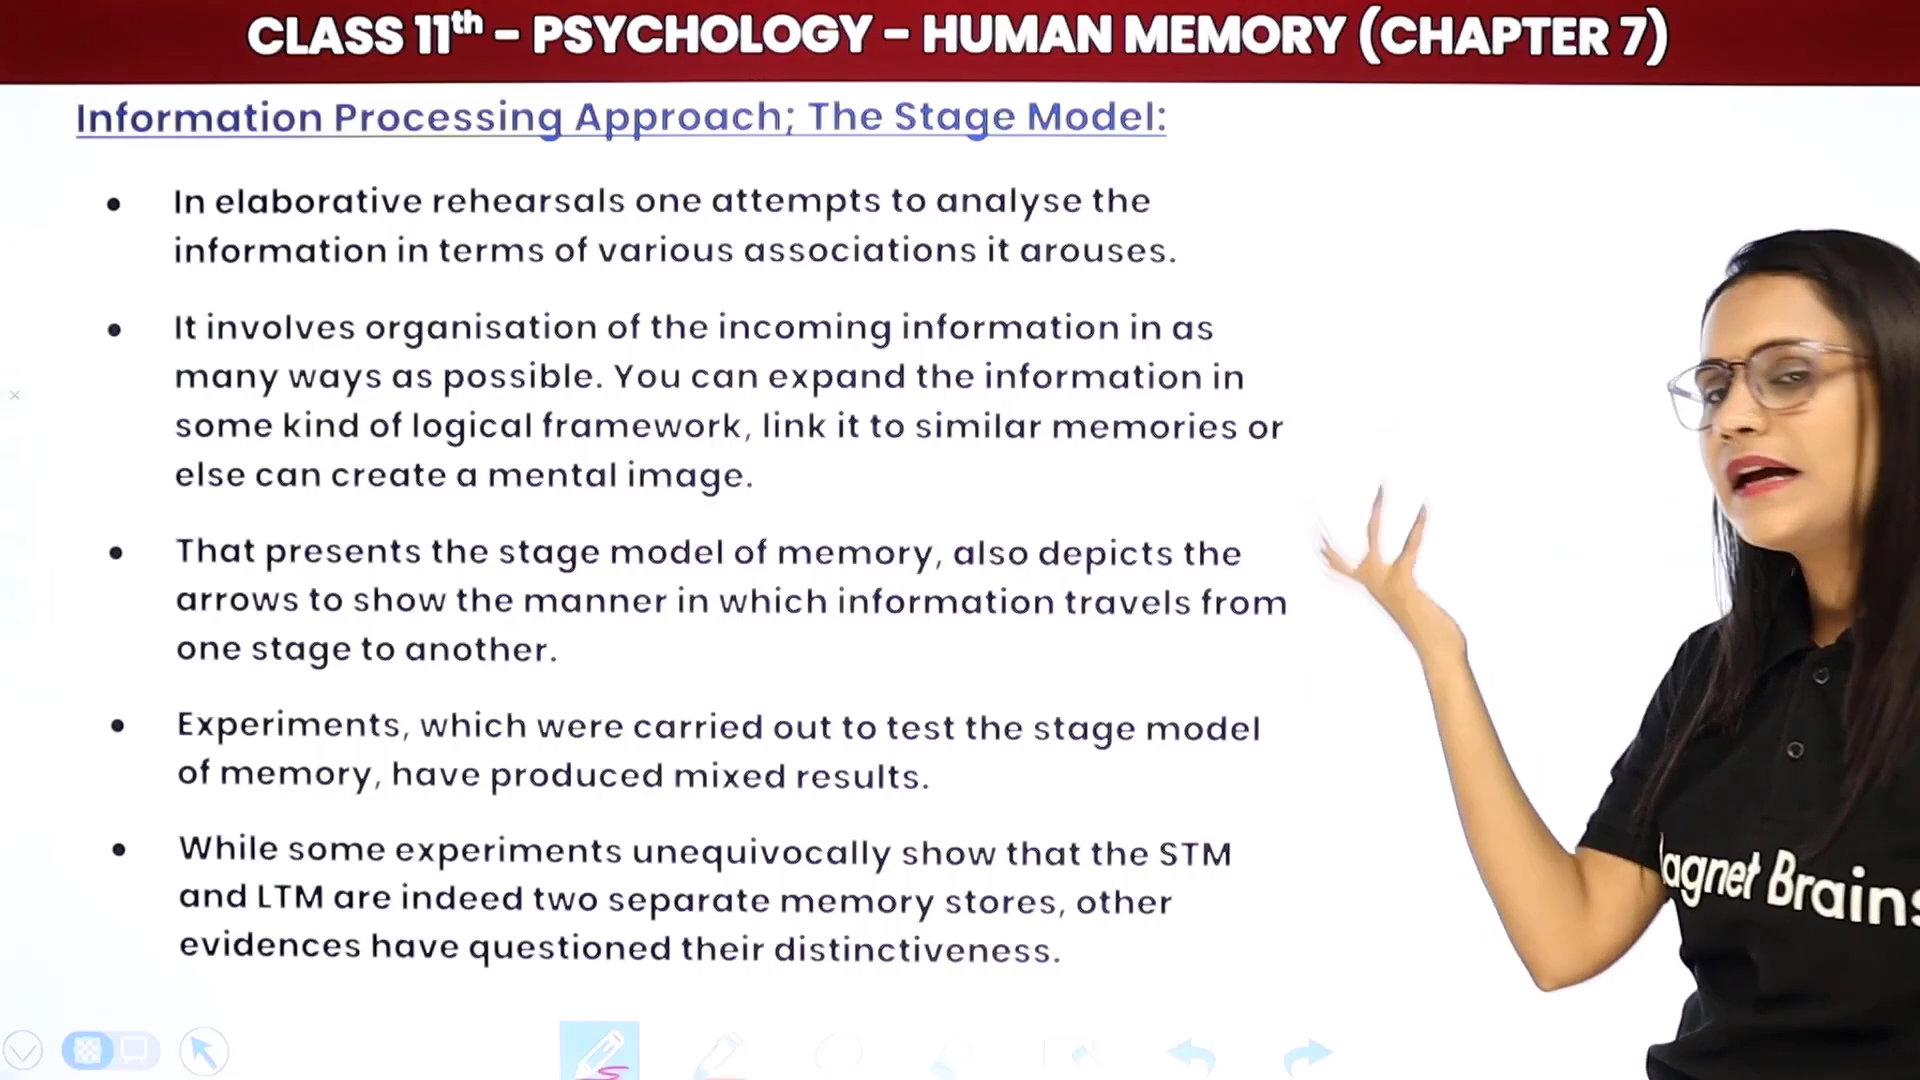 CLASS 11th – PSYCHOLOGY – HUMAN MEMORY (CHAPTER 7)
Information Processing Approach; The Stage Model:
• In elaborative rehearsals one attempts to analyse the
information in terms of various associations it arouses.
• It involves organisation of the incoming information in as
many ways as possible. You can expand the information in
some kind of logical framework, link it to similar memories or
else can create a mental image.
• That presents the stage model of memory, also depicts the
arrows to show the manner in which information travels from
one stage to another.
• Experiments, which were carried out to test the stage model
of memory, have produced mixed results.
• While some experiments unequivocally show that the STM
and LTM are indeed two separate memory stores, other
evidences have questioned their distinctiveness.
agnet Brains